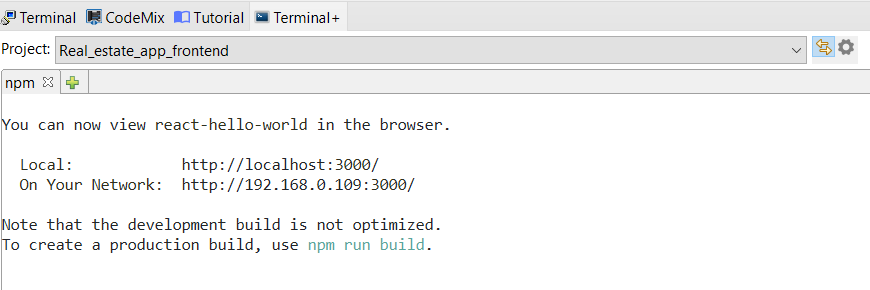 Terminal CodeMix Tutorial Terminal+
Project: Real_estate_app_frontend
npm
You can now view react-hello-world in the browser.
Local: http://localhost:3000/
On Your Network: http://192.168.0.109:3000/
Note that the development build is not optimized.
To create a production build, use npm run build.